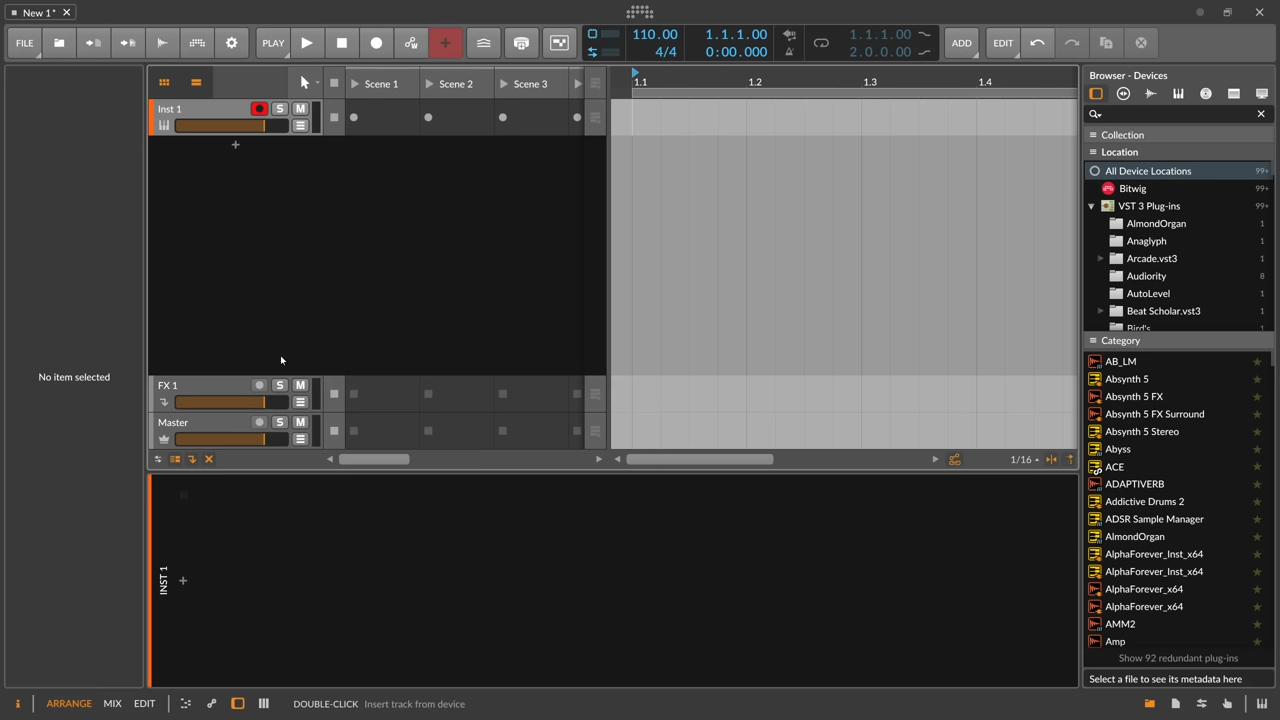 New 1*
FILE
PLAY
110.00
4/4
1.1.1.00
0:00.000
1.1.1.00
2.0.0.00
ADD
EDIT
Scene 1
Scene 2
Scene 3
1.1
1.2
1.3
1.4
Inst 1
S
M
FX 1
S
M
Master
S
M
1/16
No item selected
INST 1
Browser - Devices
Collection
Location
All Device Locations 99+
Bitwig 99+
VST 3 Plug-ins 99+
AlmondOrgan 1
Anaglyph 1
Arcade.vst3 1
Audiority 8
AutoLevel 1
Beat Scholar.vst3 1
Bird's
Category
AB_LM
Absynth 5
Absynth 5 FX
Absynth 5 FX Surround
Absynth 5 Stereo
Abyss
ACE
ADAPTIVERB
Addictive Drums 2
ADSR Sample Manager
AlmondOrgan
AlphaForever_Inst_x64
AlphaForever_Inst_x64
AlphaForever_x64
AlphaForever_x64
AMM2
Amp
Show 92 redundant plug-ins
Select a file to see its metadata here
i
ARRANGE
MIX
EDIT
DOUBLE-CLICK Insert track from device